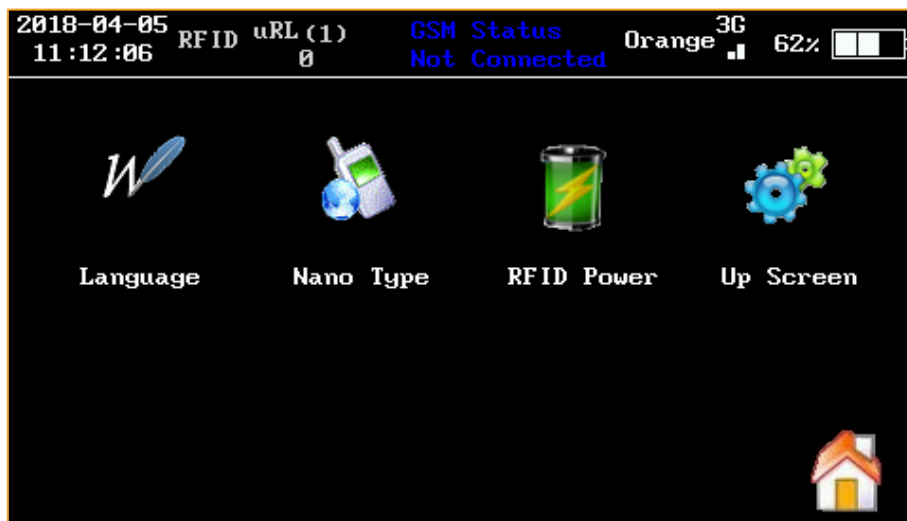 2018-04-05
11:12:06
RFID
uRL(1)
0
GSM Status
Not Connected
Orange
3G
62%
W
Language
Nano Type
RFID Power
Up Screen